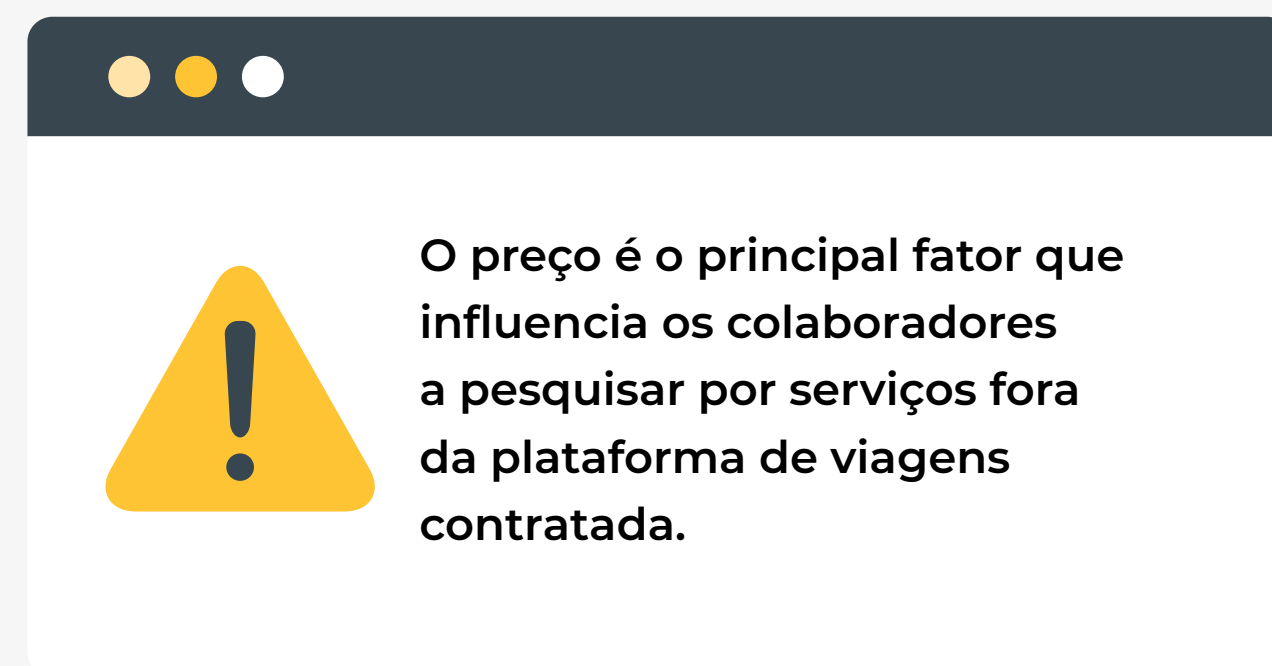 O preço é o principal fator que
influencia os colaboradores
a pesquisar por serviços fora
da plataforma de viagens
contratada.